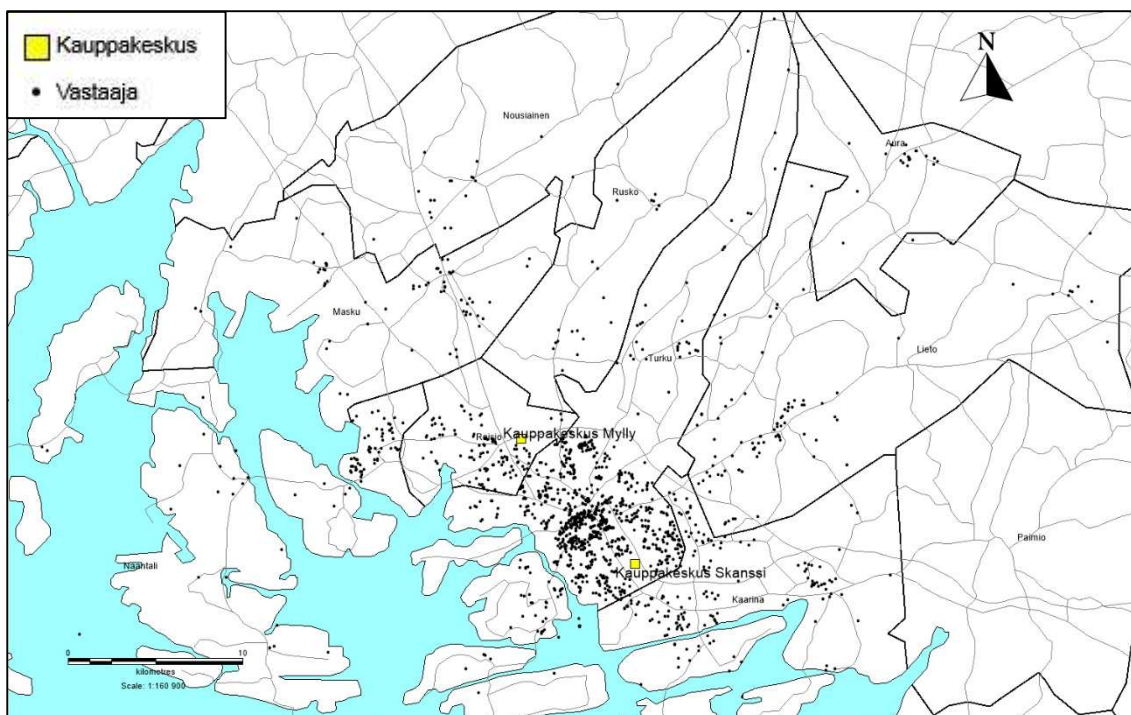 Kauppakeskus
Vastaaja
N
Nousiainen
Aura
Rusko
Masku
Lieto
Turku
Raisio
Kauppakeskus Mylly
Paimio
Naantali
Kauppakeskus Skanssi
Kaarina
0 10
kilometres
Scale: 1:160 900